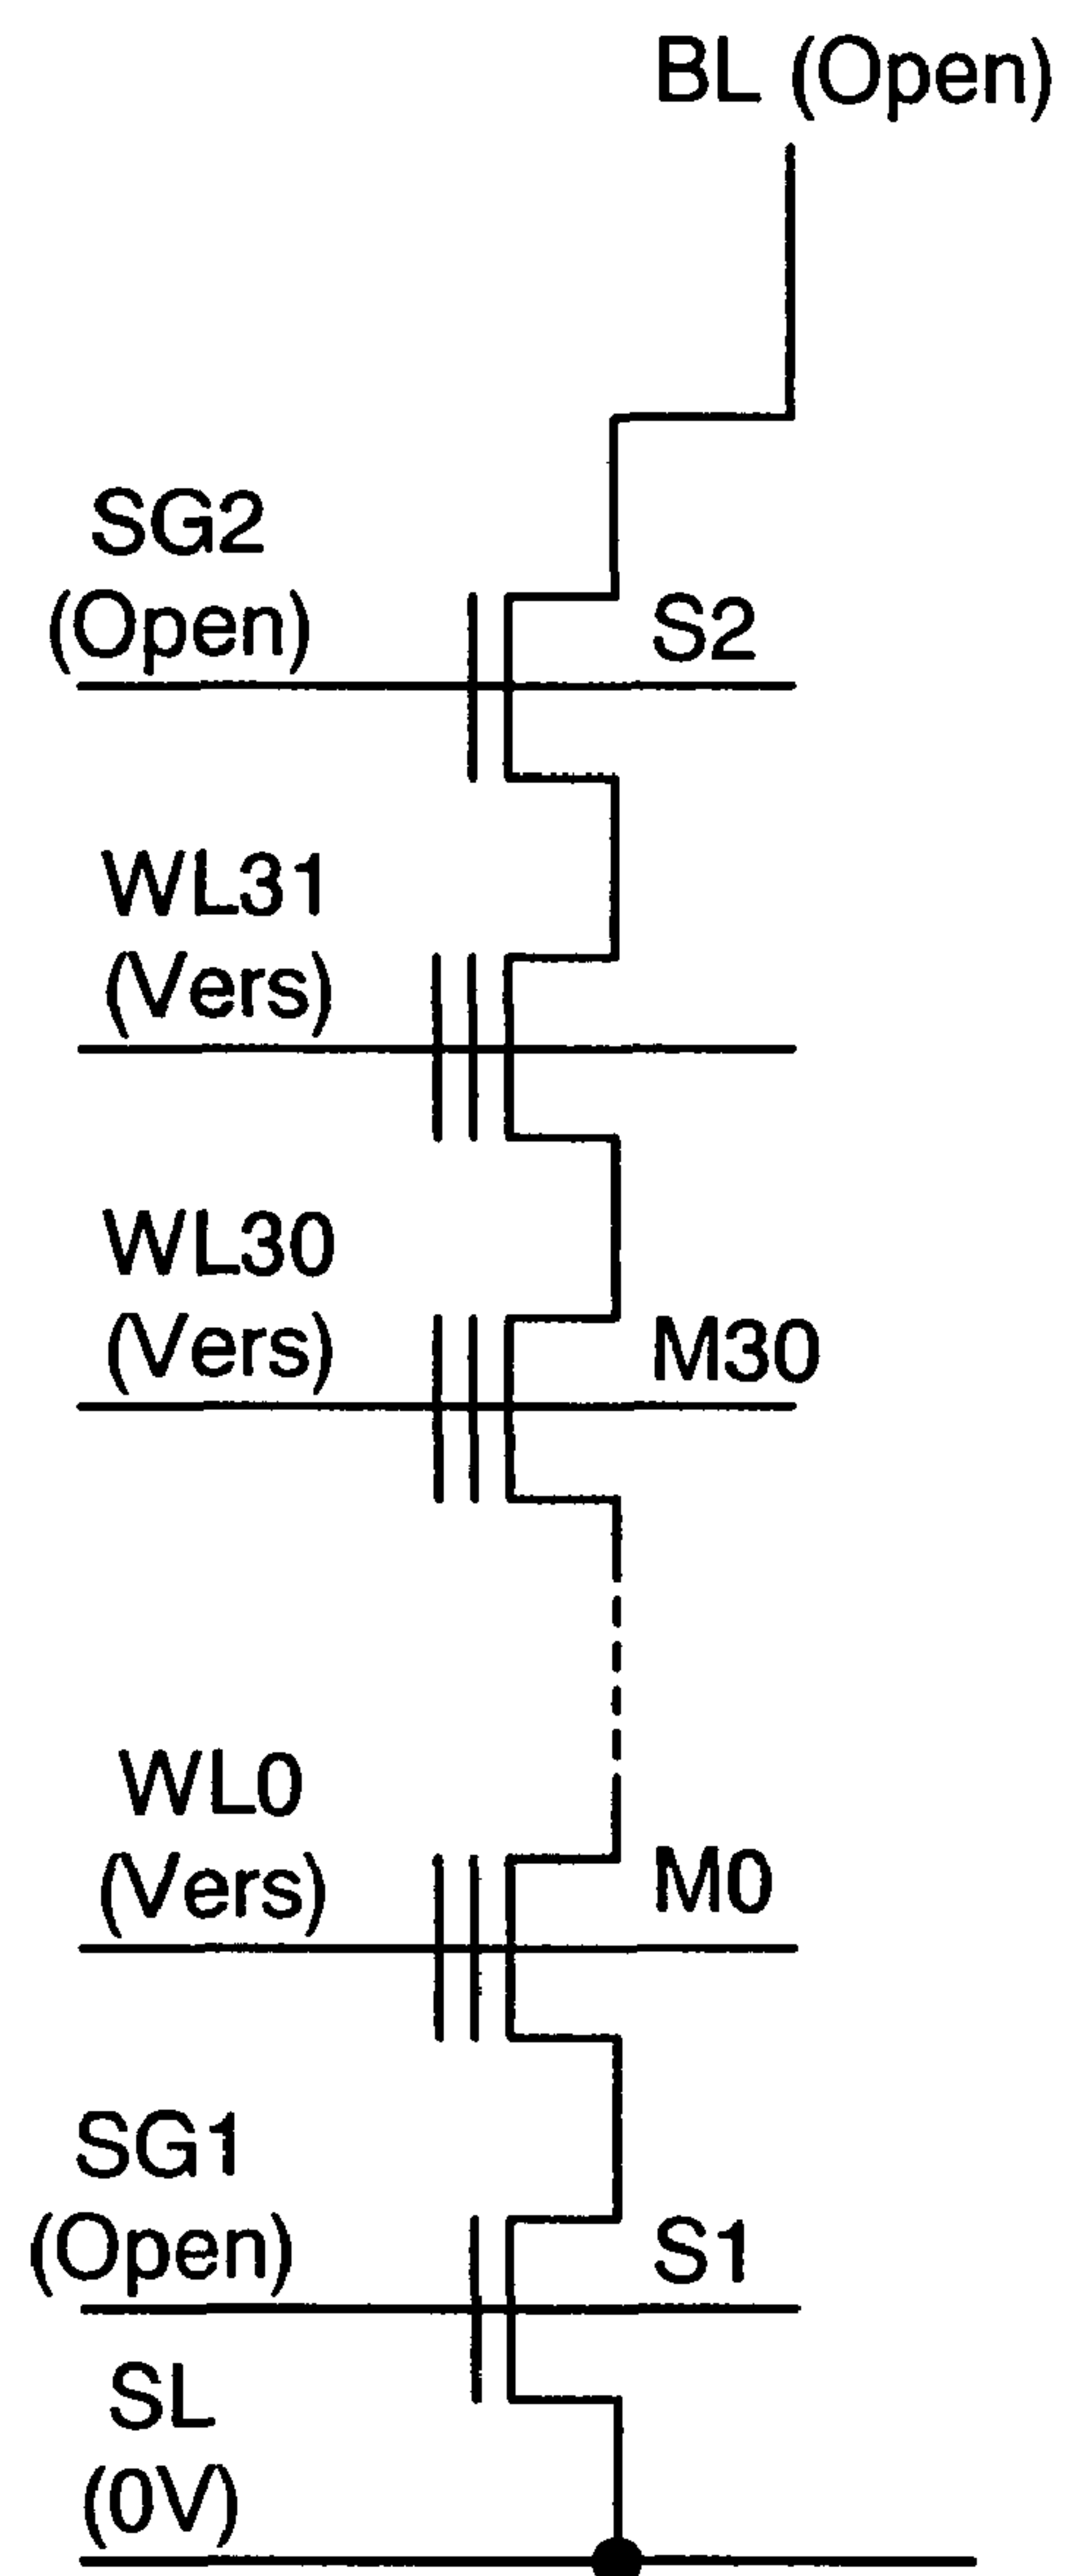 BL (Open)
SG2
(Open)
S2
WL31
(Vers)
WL30
(Vers)
M30
WL0
(Vers)
M0
SG1
(Open)
S1
SL
(0V)